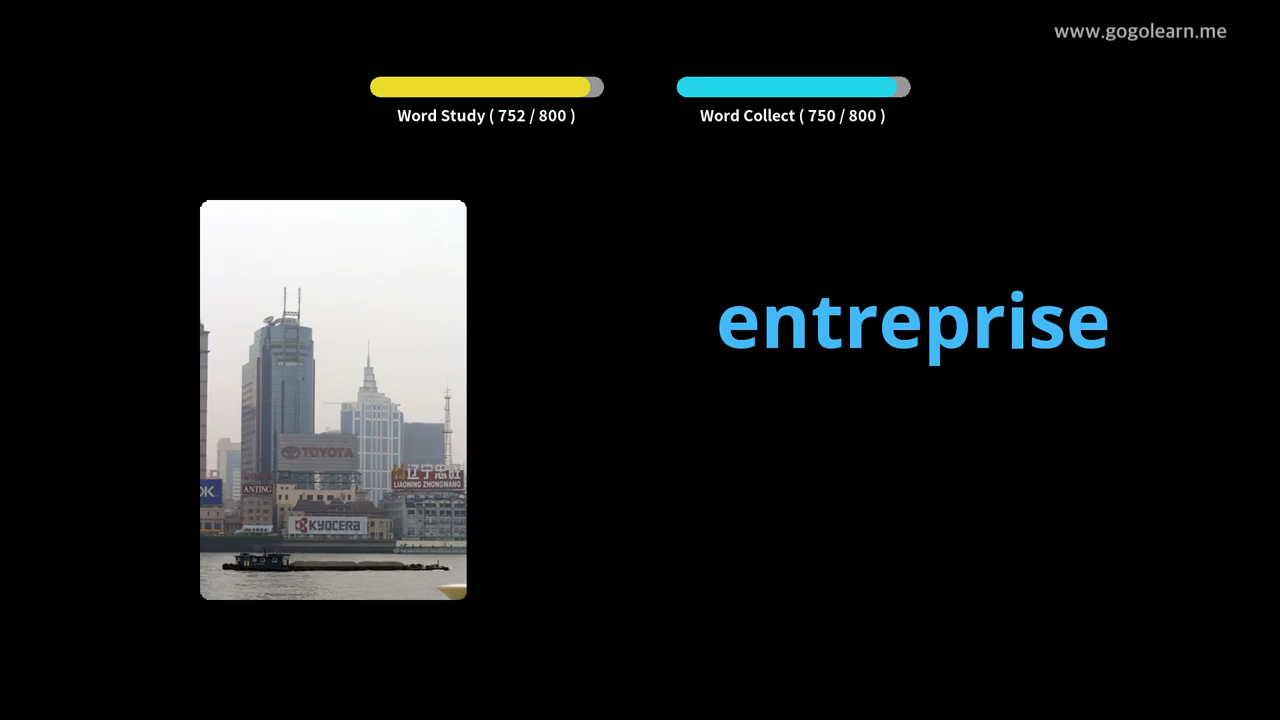 www.gogolearn.me
Word Study ( 752 / 800 )
Word Collect ( 750 / 800 )
entreprise
TOYOTA
辽宁忠旺
LIAONING ZHONGWANG
OK
ANTING
KYOCERA